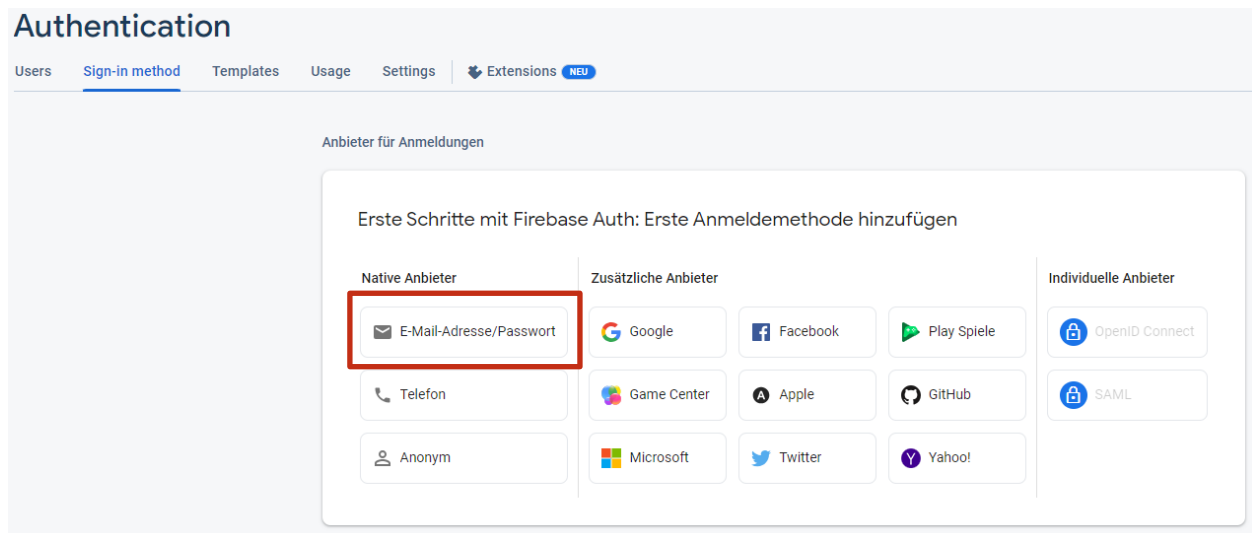 Authentication
Users Sign-in method Templates Usage Settings Extensions NEU
Anbieter für Anmeldungen
Erste Schritte mit Firebase Auth: Erste Anmeldemethode hinzufügen
Native Anbieter Zusätzliche Anbieter Individuelle Anbieter
E-Mail-Adresse/Passwort Google Facebook Play Spiele OpenID Connect
Telefon Game Center Apple GitHub SAML
Anonym Microsoft Twitter Yahoo!